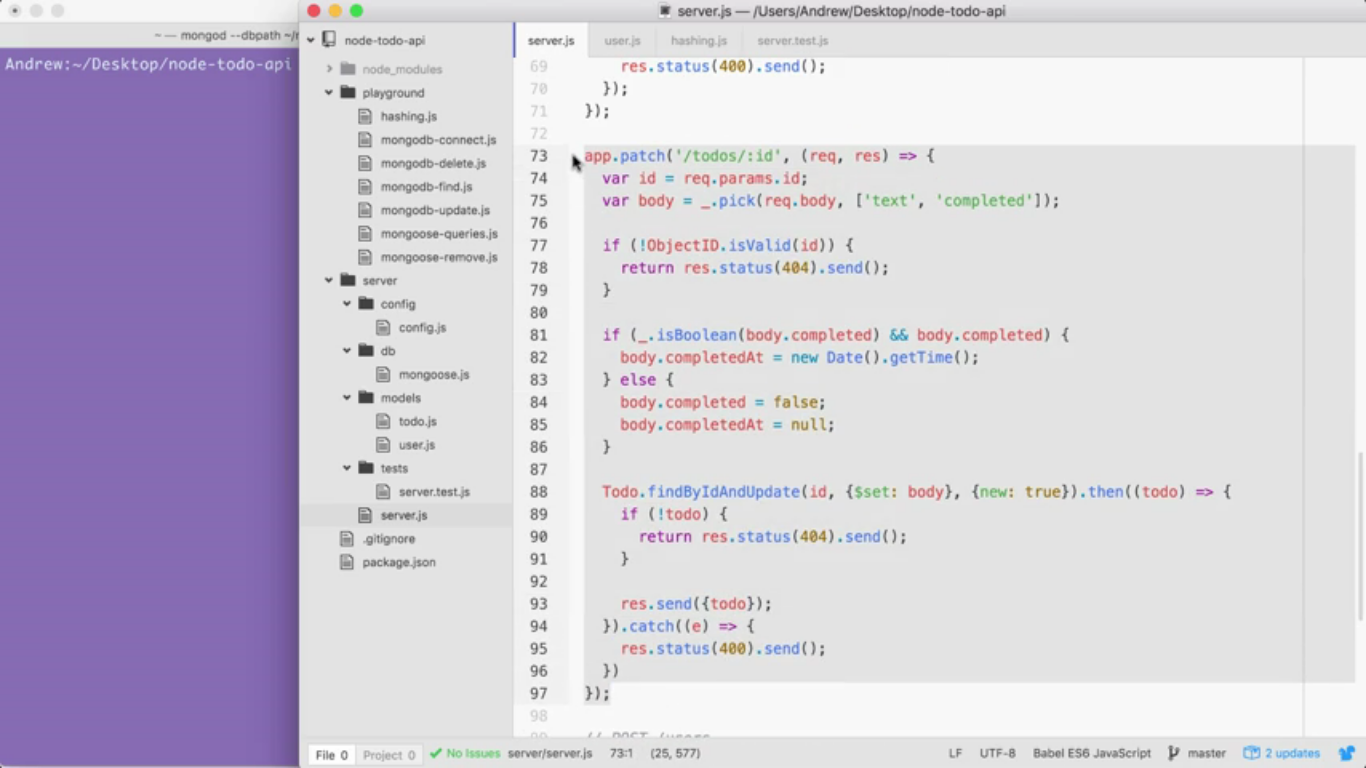 server.js — /Users/Andrew/Desktop/node-todo-api
~ — mongod --dbpath ~/
Andrew:~/Desktop/node-todo-api
node-todo-api
node_modules
playground
hashing.js
mongodb-connect.js
mongodb-delete.js
mongodb-find.js
mongodb-update.js
mongoose-queries.js
mongoose-remove.js
server
config
config.js
db
mongoose.js
models
todo.js
user.js
tests
server.test.js
server.js
.gitignore
package.json
server.js user.js hashing.js server.test.js
69 res.status(400).send();
70 });
71 });
72
73 app.patch('/todos/:id', (req, res) => {
74 var id = req.params.id;
75 var body = _.pick(req.body, ['text', 'completed']);
76
77 if (!ObjectID.isValid(id)) {
78 return res.status(404).send();
79 }
80
81 if (_.isBoolean(body.completed) && body.completed) {
82 body.completedAt = new Date().getTime();
83 } else {
84 body.completed = false;
85 body.completedAt = null;
86 }
87
88 Todo.findByIdAndUpdate(id, {$set: body}, {new: true}).then((todo) => {
89 if (!todo) {
90 return res.status(404).send();
91 }
92
93 res.send({todo});
94 }).catch((e) => {
95 res.status(400).send();
96 })
97 });
98
// POST /users
File 0 Project 0 No Issues server/server.js 73:1 (25, 577) LF UTF-8 Babel ES6 JavaScript master 2 updates